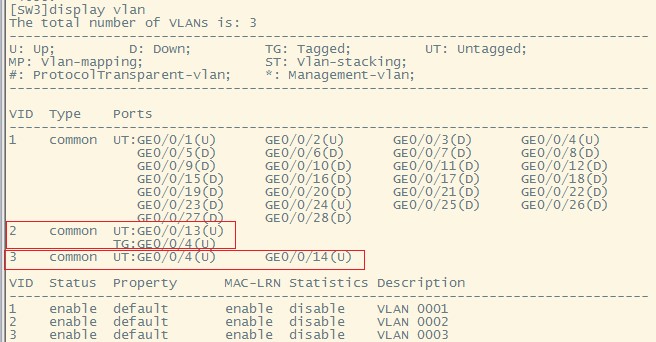 [SW3]display vlan
The total number of VLANs is: 3
--------------------------------------------------------------------------------
U: Up;         D: Down;         TG: Tagged;         UT: Untagged;
MP: Vlan-mapping;               ST: Vlan-stacking;
#: ProtocolTransparent-vlan;    *: Management-vlan;
--------------------------------------------------------------------------------
VID  Type    Ports
--------------------------------------------------------------------------------
1    common  UT:GE0/0/1(U)      GE0/0/2(U)      GE0/0/3(D)      GE0/0/4(U)
                GE0/0/5(D)      GE0/0/6(D)      GE0/0/7(D)      GE0/0/8(D)
                GE0/0/9(D)      GE0/0/10(D)     GE0/0/11(D)     GE0/0/12(D)
                GE0/0/15(D)     GE0/0/16(D)     GE0/0/17(D)     GE0/0/18(D)
                GE0/0/19(D)     GE0/0/20(D)     GE0/0/21(D)     GE0/0/22(D)
                GE0/0/23(D)     GE0/0/24(U)     GE0/0/25(D)     GE0/0/26(D)
                GE0/0/27(D)     GE0/0/28(D)
2    common  UT:GE0/0/13(U)
             TG:GE0/0/4(U)
3    common  UT:GE0/0/4(U)      GE0/0/14(U)
VID  Status  Property      MAC-LRN Statistics Description
--------------------------------------------------------------------------------
1    enable  default       enable  disable    VLAN 0001
2    enable  default       enable  disable    VLAN 0002
3    enable  default       enable  disable    VLAN 0003